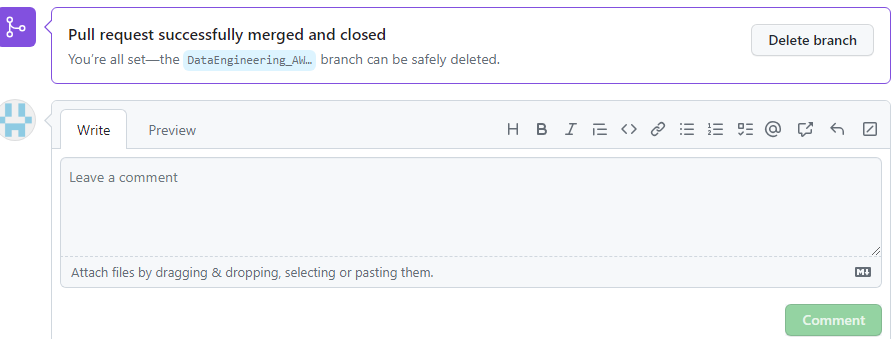 Pull request successfully merged and closed
Delete branch
You're all set—the DataEngineering_AW… branch can be safely deleted.
Write Preview H B I @
Leave a comment
Attach files by dragging & dropping, selecting or pasting them. M↓
Comment